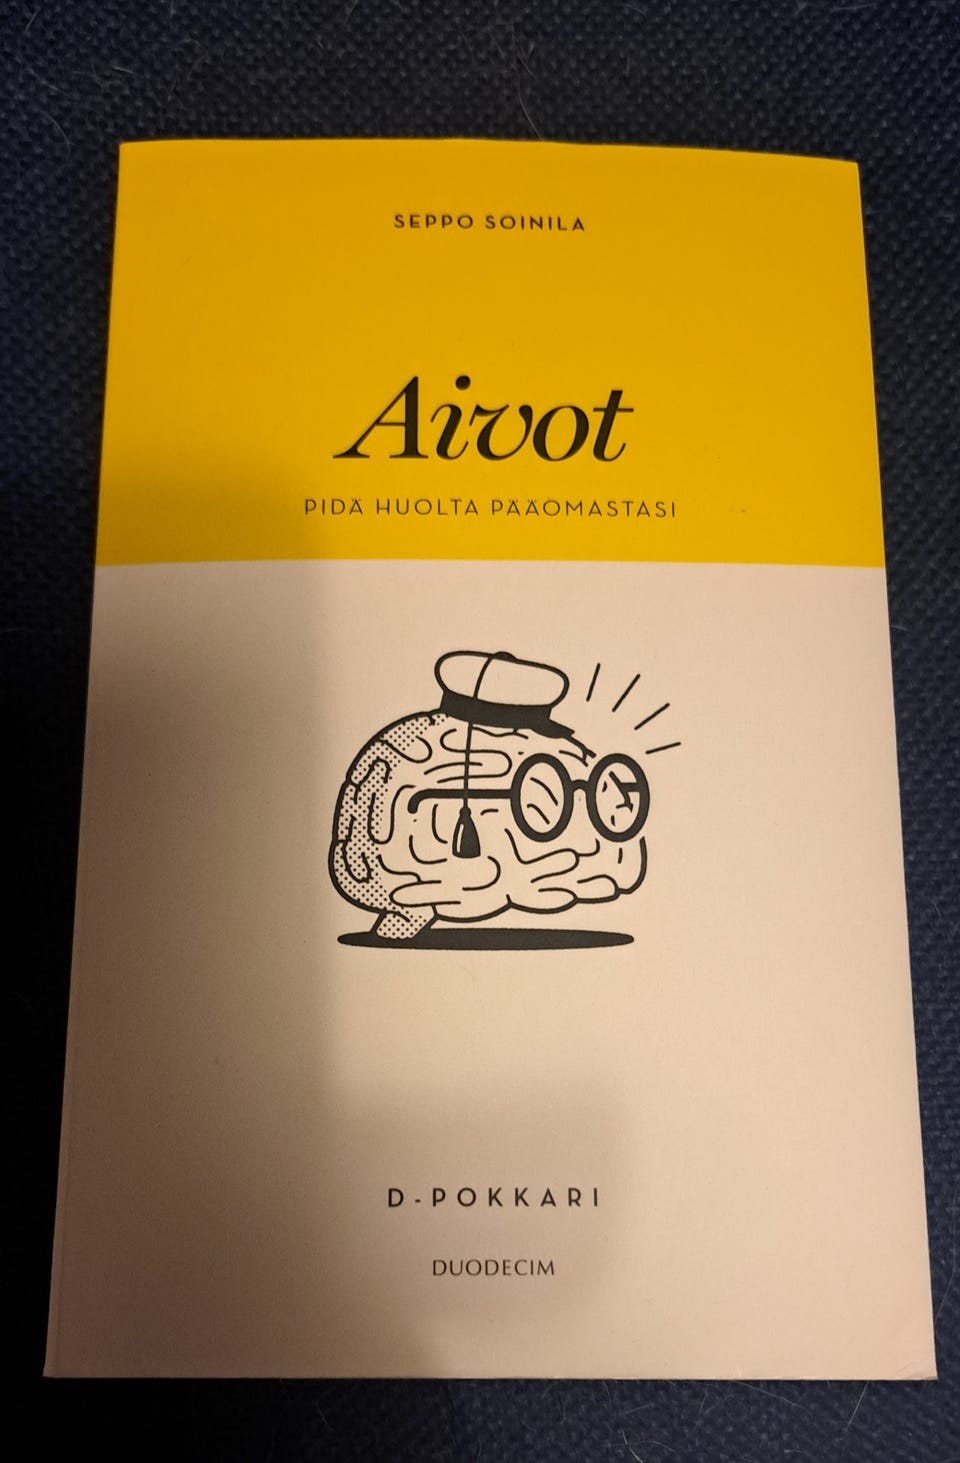 SEPPO SOINILA
Aivot
PIDÄ HUOLTA PÄÄOMASTASI
D-POKKARI
DUODECIM